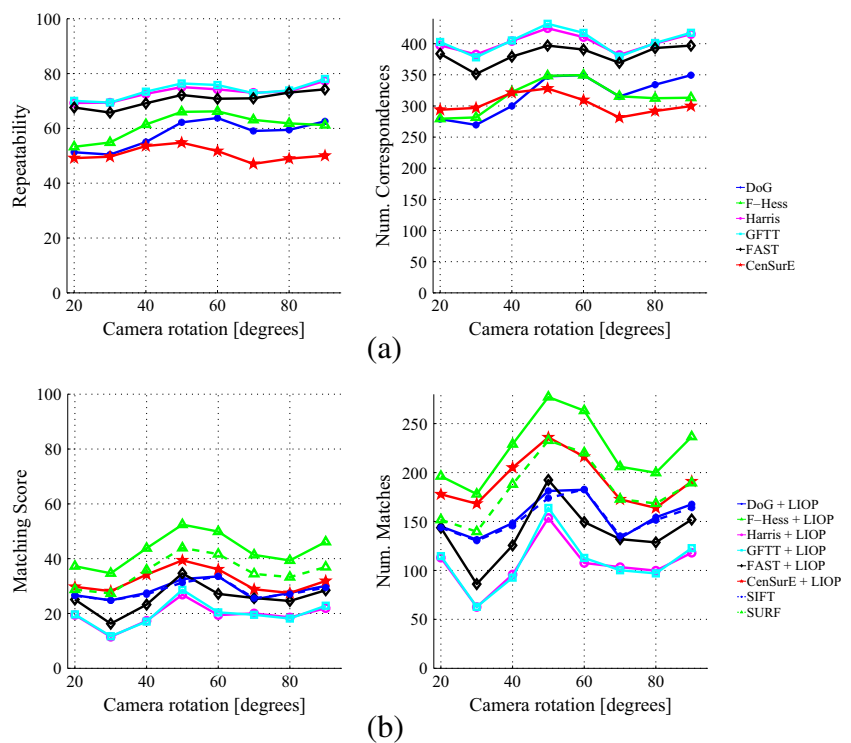 100
80
60
40
20
0
Repeatability
20 40 60 80
Camera rotation [degrees]
400
350
300
250
200
150
100
50
0
Num. Correspondences
20 40 60 80
Camera rotation [degrees]
DoG
F−Hess
Harris
GFTT
FAST
CenSurE
(a)
100
80
60
40
20
0
Matching Score
20 40 60 80
Camera rotation [degrees]
250
200
150
100
50
0
Num. Matches
20 40 60 80
Camera rotation [degrees]
DoG + LIOP
F−Hess + LIOP
Harris + LIOP
GFTT + LIOP
FAST + LIOP
CenSurE + LIOP
SIFT
SURF
(b)